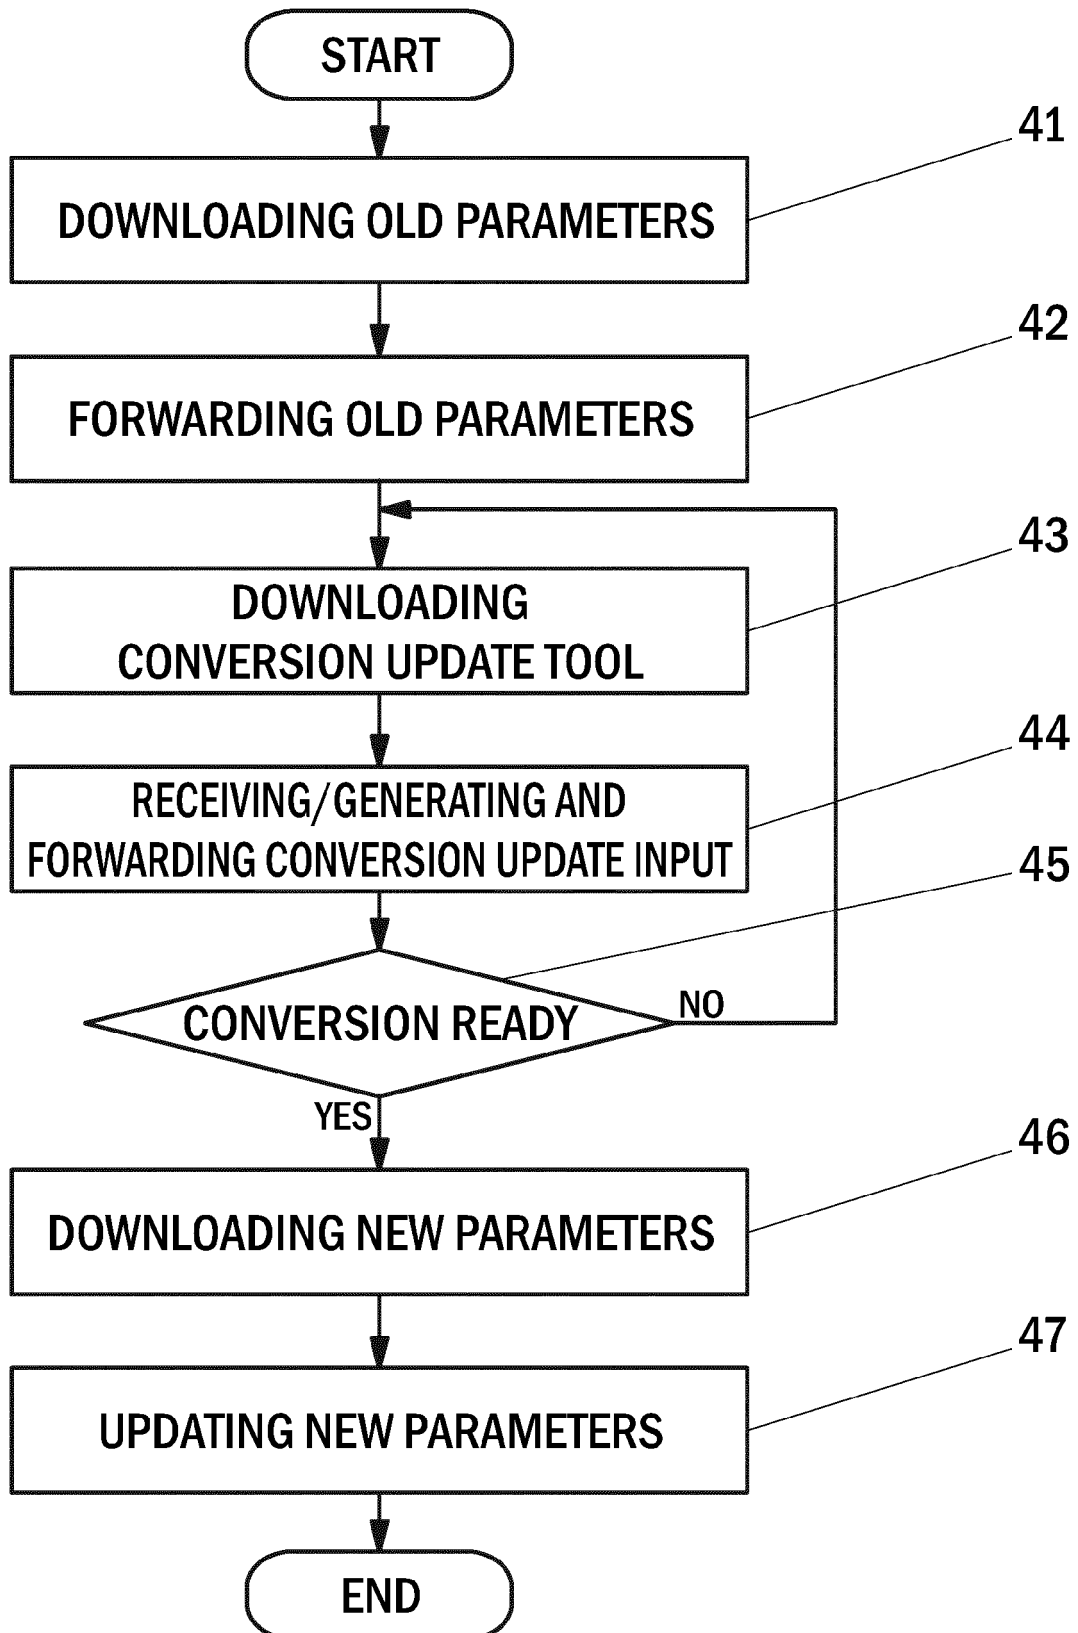 START
41
DOWNLOADING OLD PARAMETERS
42
FORWARDING OLD PARAMETERS
43
DOWNLOADING
CONVERSION UPDATE TOOL
44
RECEIVING/GENERATING AND
FORWARDING CONVERSION UPDATE INPUT
45
CONVERSION READY
NO
YES
46
DOWNLOADING NEW PARAMETERS
47
UPDATING NEW PARAMETERS
END